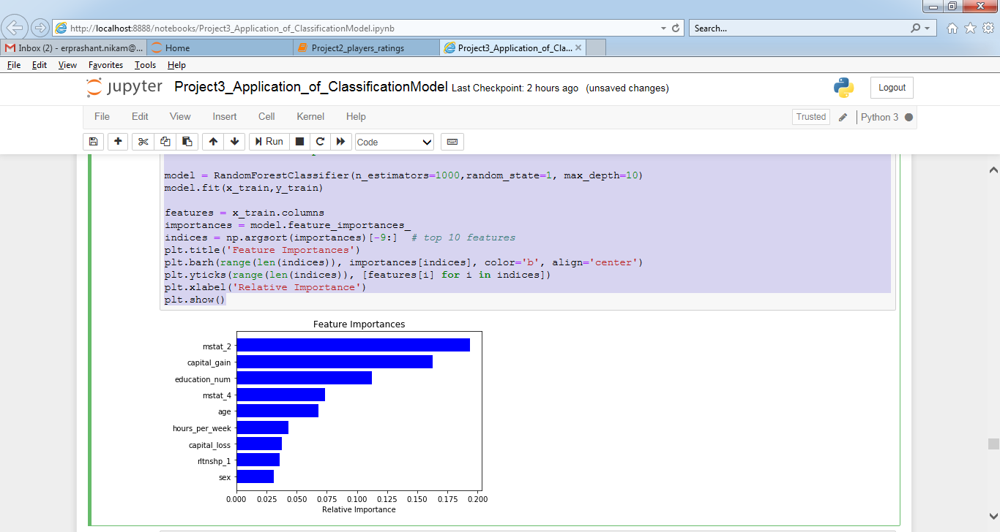 http://localhost:8888/notebooks/Project3_Application_of_ClassificationModel.ipynb
Search...
Inbox (2) - erprashant.nikam@...
Home
Project2_players_ratings
Project3_Application_of_Cla...
File Edit View Favorites Tools Help
jupyter Project3_Application_of_ClassificationModel Last Checkpoint: 2 hours ago (unsaved changes)
Logout
File Edit View Insert Cell Kernel Help
Trusted
Python 3
Run
Code
model = RandomForestClassifier(n_estimators=1000,random_state=1, max_depth=10)
model.fit(x_train,y_train)
features = x_train.columns
importances = model.feature_importances_
indices = np.argsort(importances)[-9:]  # top 10 features
plt.title('Feature Importances')
plt.barh(range(len(indices)), importances[indices], color='b', align='center')
plt.yticks(range(len(indices)), [features[i] for i in indices])
plt.xlabel('Relative Importance')
plt.show()
Feature Importances
mstat_2
capital_gain
education_num
mstat_4
age
hours_per_week
capital_loss
rltnshp_1
sex
0.000 0.025 0.050 0.075 0.100 0.125 0.150 0.175 0.200
Relative Importance